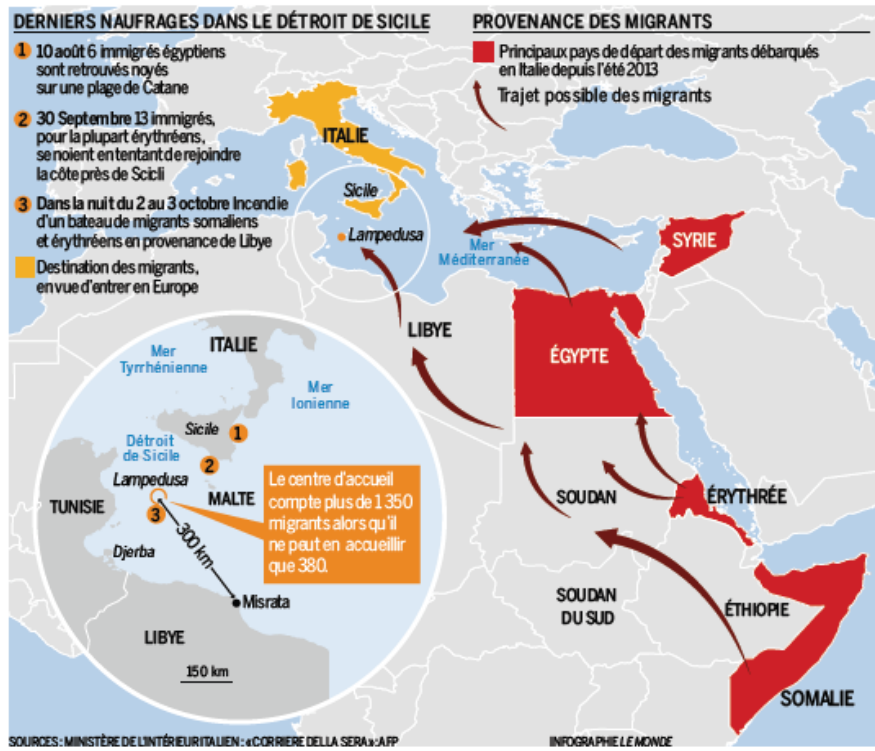 DERNIERS NAUFRAGES DANS LE DÉTROIT DE SICILE
1 10 août 6 immigrés égyptiens
sont retrouvés noyés
sur une plage de Catane
2 30 Septembre 13 immigrés,
pour la plupart érythréens,
se noient en tentant de rejoindre
la côte près de Scicli
3 Dans la nuit du 2 au 3 octobre Incendie
d'un bateau de migrants somaliens
et érythréens en provenance de Libye
Destination des migrants,
en vue d'entrer en Europe
PROVENANCE DES MIGRANTS
Principaux pays de départ des migrants débarqués
en Italie depuis l'été 2013
Trajet possible des migrants
ITALIE
Sicile
Lampedusa
Mer
Méditerranée
SYRIE
LIBYE
ÉGYPTE
SOUDAN
ÉRYTHRÉE
SOUDAN
DU SUD
ÉTHIOPIE
SOMALIE
ITALIE
Mer
Tyrrhénienne
Mer
Ionienne
Sicile
1
Détroit
de Sicile
2
Lampedusa
MALTE
TUNISIE
3
Le centre d'accueil
compte plus de 1 350
migrants alors qu'il
ne peut en accueillir
que 380.
300 km
Djerba
Misrata
LIBYE
150 km
SOURCES : MINISTÈRE DE L'INTÉRIEUR ITALIEN ; «CORRIERE DELLA SERA» ; AFP
INFOGRAPHIE LE MONDE